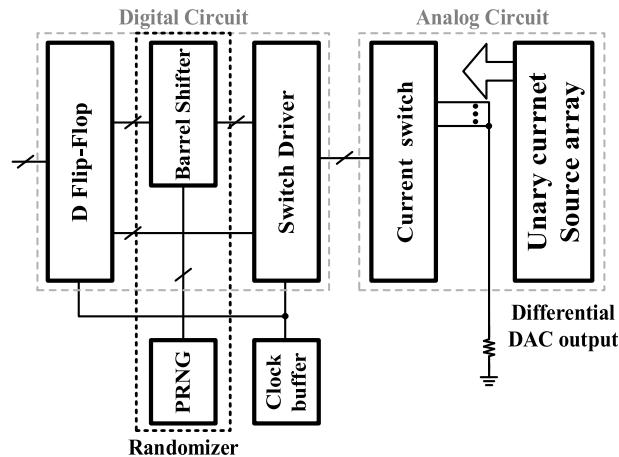 Digital Circuit
Analog Circuit
D Flip-Flop
Barrel Shifter
Switch Driver
Current switch
Unary currnet
Source array
Differential
DAC output
PRNG
Clock
buffer
Randomizer